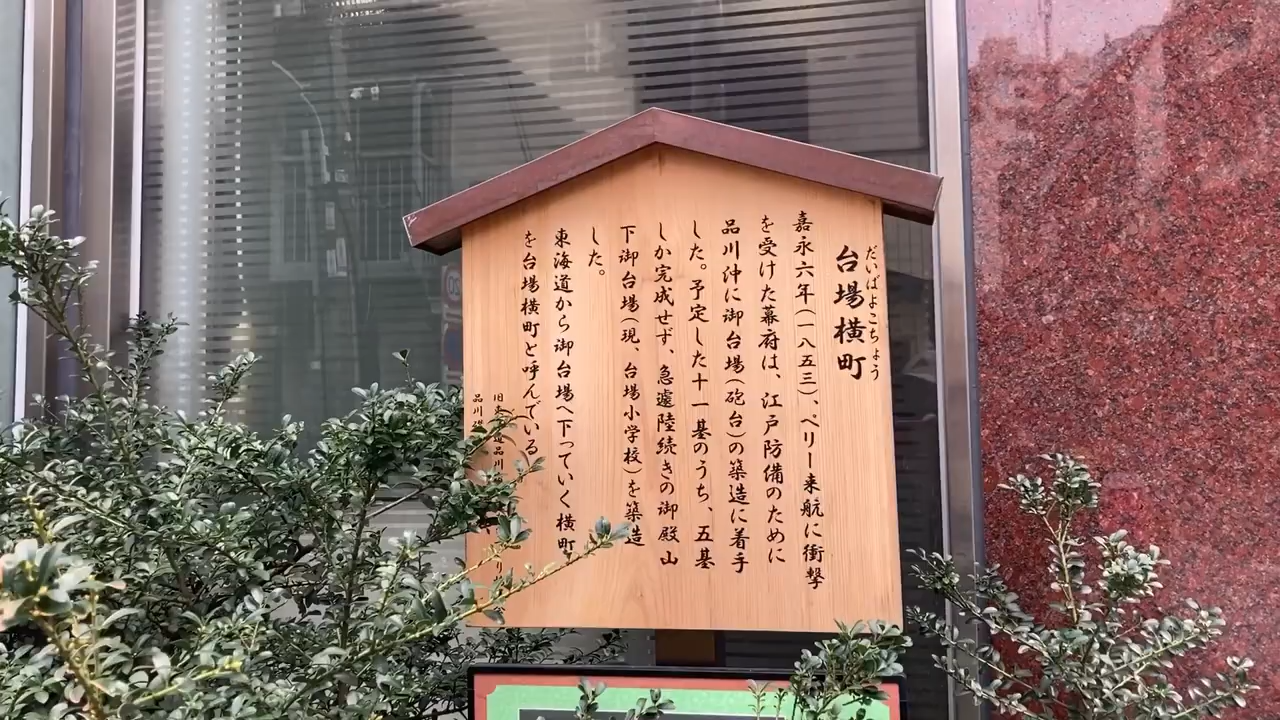 だいばよこちょう
台場横町
嘉永六年(一八五三)、ペリー来航に衝撃
を受けた幕府は、江戸防備のために
品川沖に御台場(砲台)の築造に着手
した。予定した十一基のうち、五基
しか完成せず、急遽陸続きの御殿山
下御台場(現、台場小学校)を築造
した。
東海道から御台場へ下っていく横町
を台場横町と呼んでいる
旧東 品川
品川